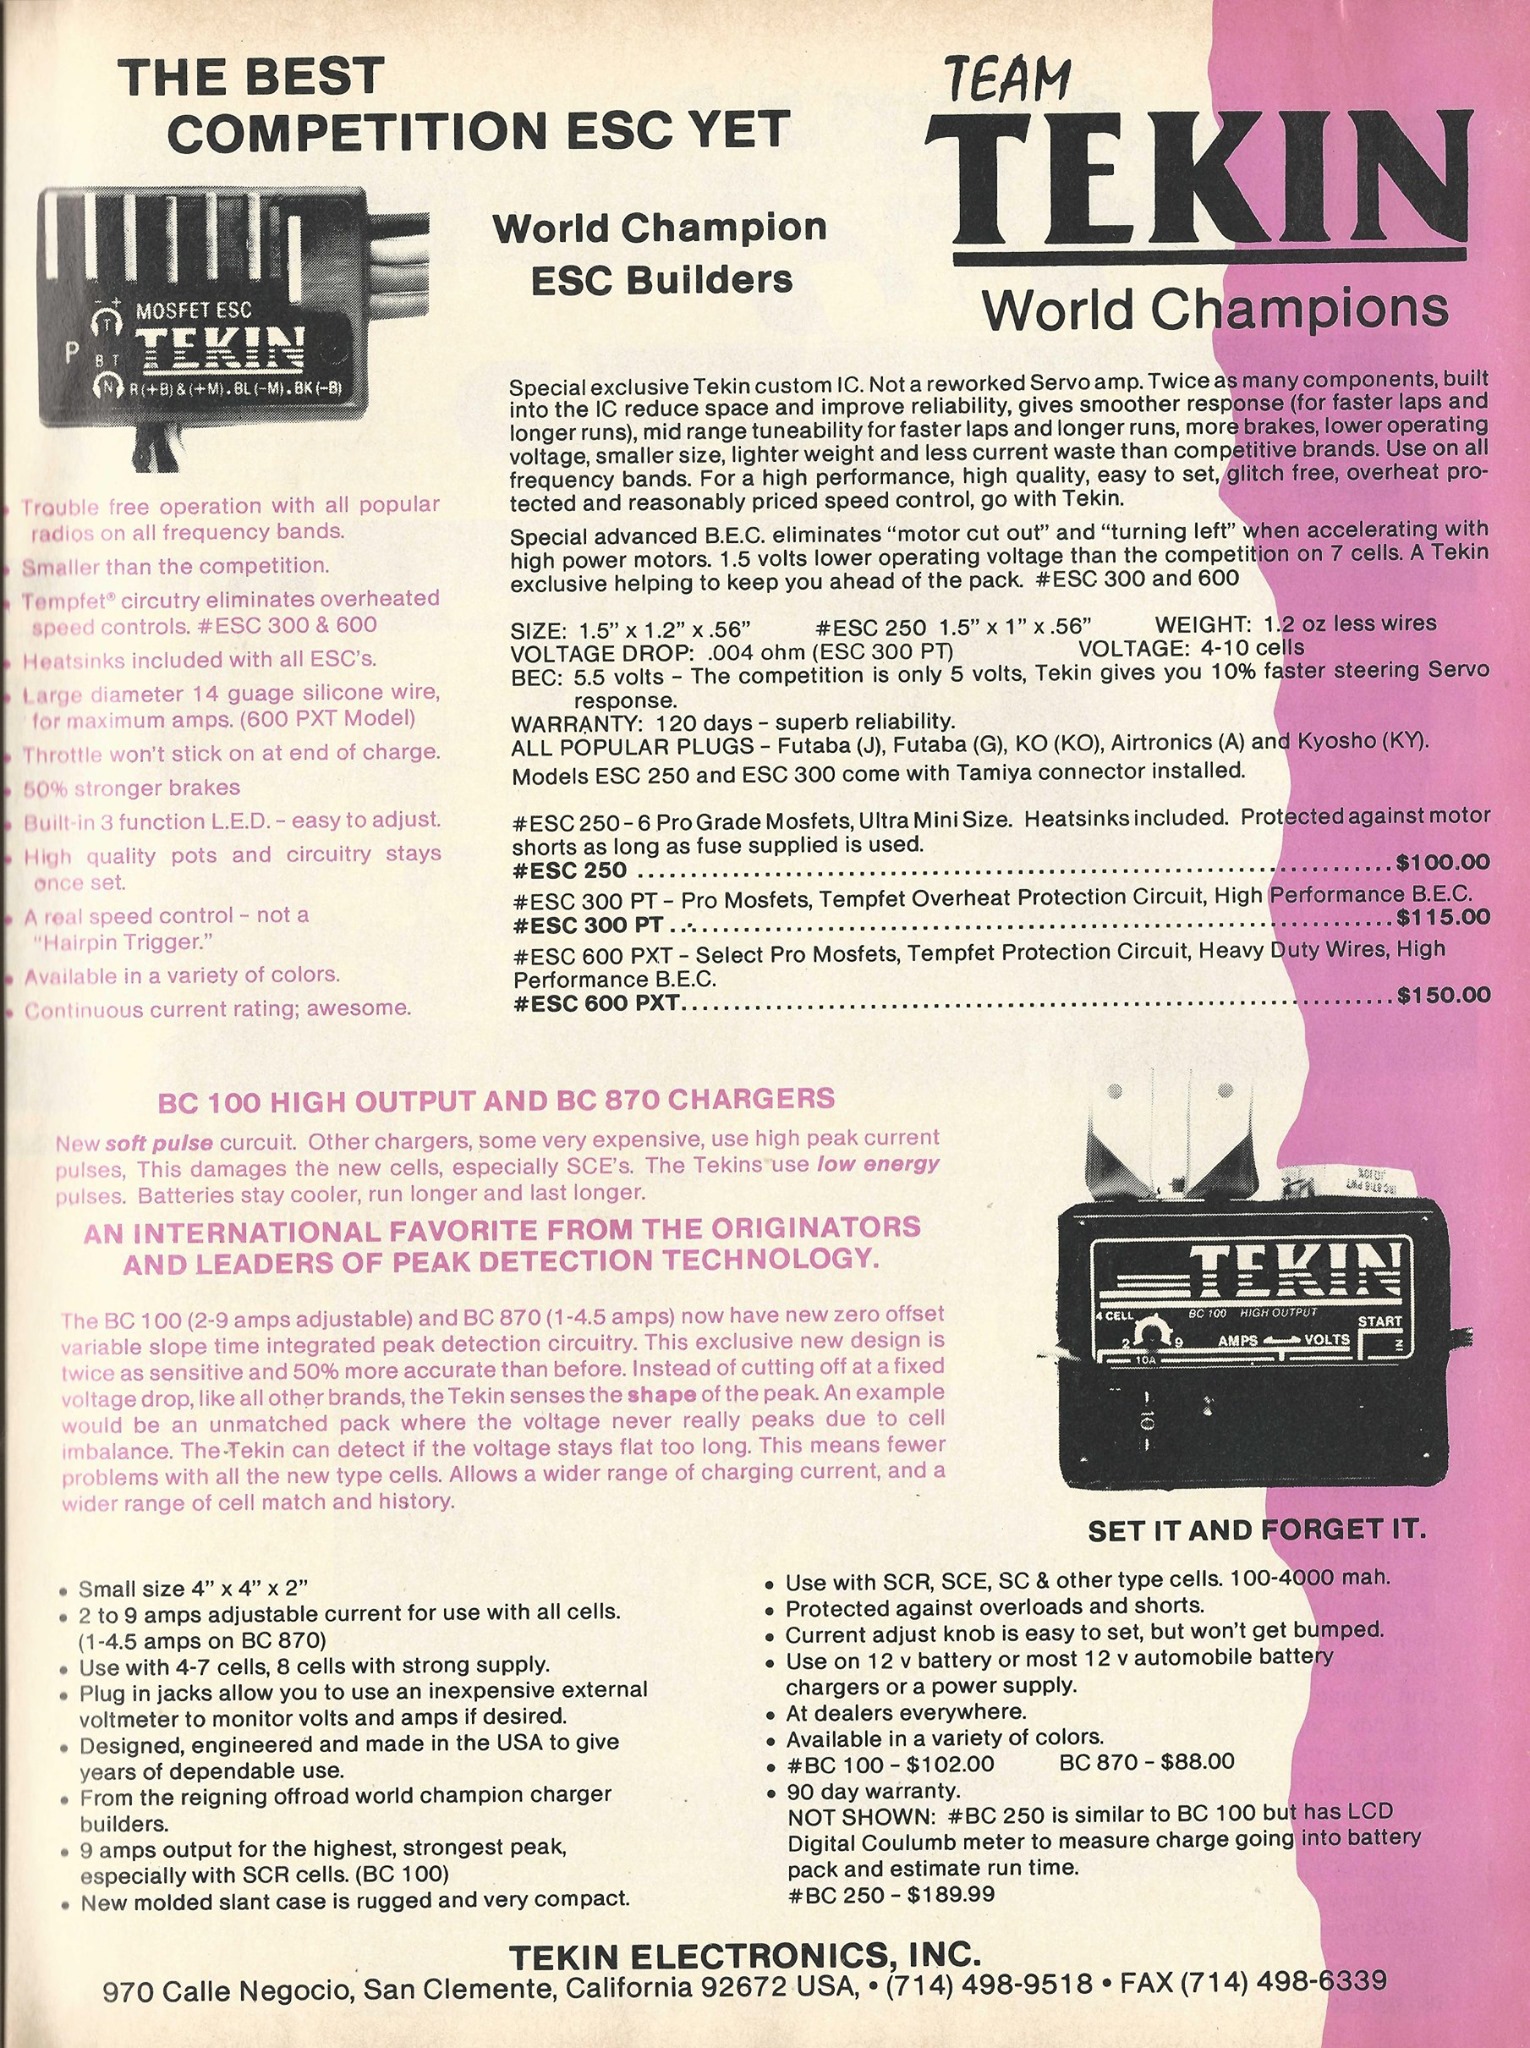 THE BEST
COMPETITION ESC YET
TEAM
TEKIN
World Champions
World Champion
ESC Builders
MOSFET ESC
TEKIN
- +
T
P
B T
N
R(+B)&(+M).BL(-M).BK(-B)
Trouble free operation with all popular
radios on all frequency bands.
Smaller than the competition.
Tempfet® circutry eliminates overheated
speed controls. #ESC 300 & 600
Heatsinks included with all ESC's.
Large diameter 14 guage silicone wire,
for maximum amps. (600 PXT Model)
Throttle won't stick on at end of charge.
50% stronger brakes
Built-in 3 function L.E.D. – easy to adjust.
High quality pots and circuitry stays
once set.
A real speed control – not a
"Hairpin Trigger."
Available in a variety of colors.
Continuous current rating; awesome.
Special exclusive Tekin custom IC. Not a reworked Servo amp. Twice as many components, built
into the IC reduce space and improve reliability, gives smoother response (for faster laps and
longer runs), mid range tuneability for faster laps and longer runs, more brakes, lower operating
voltage, smaller size, lighter weight and less current waste than competitive brands. Use on all
frequency bands. For a high performance, high quality, easy to set, glitch free, overheat pro-
tected and reasonably priced speed control, go with Tekin.
Special advanced B.E.C. eliminates "motor cut out" and "turning left" when accelerating with
high power motors. 1.5 volts lower operating voltage than the competition on 7 cells. A Tekin
exclusive helping to keep you ahead of the pack. #ESC 300 and 600
SIZE: 1.5" x 1.2" x .56" #ESC 250 1.5" x 1" x .56" WEIGHT: 1.2 oz less wires
VOLTAGE DROP: .004 ohm (ESC 300 PT) VOLTAGE: 4-10 cells
BEC: 5.5 volts – The competition is only 5 volts, Tekin gives you 10% faster steering Servo
response.
WARRANTY: 120 days – superb reliability.
ALL POPULAR PLUGS – Futaba (J), Futaba (G), KO (KO), Airtronics (A) and Kyosho (KY).
Models ESC 250 and ESC 300 come with Tamiya connector installed.
#ESC 250 – 6 Pro Grade Mosfets, Ultra Mini Size. Heatsinks included. Protected against motor
shorts as long as fuse supplied is used.
#ESC 250 ........ $100.00
#ESC 300 PT – Pro Mosfets, Tempfet Overheat Protection Circuit, High Performance B.E.C.
#ESC 300 PT ........ $115.00
#ESC 600 PXT – Select Pro Mosfets, Tempfet Protection Circuit, Heavy Duty Wires, High
Performance B.E.C.
#ESC 600 PXT ........ $150.00
BC 100 HIGH OUTPUT AND BC 870 CHARGERS
New soft pulse curcuit. Other chargers, some very expensive, use high peak current
pulses, This damages the new cells, especially SCE's. The Tekins use low energy
pulses. Batteries stay cooler, run longer and last longer.
AN INTERNATIONAL FAVORITE FROM THE ORIGINATORS
AND LEADERS OF PEAK DETECTION TECHNOLOGY.
The BC 100 (2-9 amps adjustable) and BC 870 (1-4.5 amps) now have new zero offset
variable slope time integrated peak detection circuitry. This exclusive new design is
twice as sensitive and 50% more accurate than before. Instead of cutting off at a fixed
voltage drop, like all other brands, the Tekin senses the shape of the peak. An example
would be an unmatched pack where the voltage never really peaks due to cell
imbalance. The Tekin can detect if the voltage stays flat too long. This means fewer
problems with all the new type cells. Allows a wider range of charging current, and a
wider range of cell match and history.
TEKIN
BC 100 HIGH OUTPUT
4 CELL
2 9
10A
AMPS VOLTS
START
SET IT AND FORGET IT.
• Small size 4" x 4" x 2"
• 2 to 9 amps adjustable current for use with all cells.
(1-4.5 amps on BC 870)
• Use with 4-7 cells, 8 cells with strong supply.
• Plug in jacks allow you to use an inexpensive external
voltmeter to monitor volts and amps if desired.
• Designed, engineered and made in the USA to give
years of dependable use.
• From the reigning offroad world champion charger
builders.
• 9 amps output for the highest, strongest peak,
especially with SCR cells. (BC 100)
• New molded slant case is rugged and very compact.
• Use with SCR, SCE, SC & other type cells. 100-4000 mah.
• Protected against overloads and shorts.
• Current adjust knob is easy to set, but won't get bumped.
• Use on 12 v battery or most 12 v automobile battery
chargers or a power supply.
• At dealers everywhere.
• Available in a variety of colors.
• #BC 100 – $102.00 BC 870 – $88.00
• 90 day warranty.
NOT SHOWN: #BC 250 is similar to BC 100 but has LCD
Digital Coulumb meter to measure charge going into battery
pack and estimate run time.
#BC 250 – $189.99
TEKIN ELECTRONICS, INC.
970 Calle Negocio, San Clemente, California 92672 USA, • (714) 498-9518 • FAX (714) 498-6339